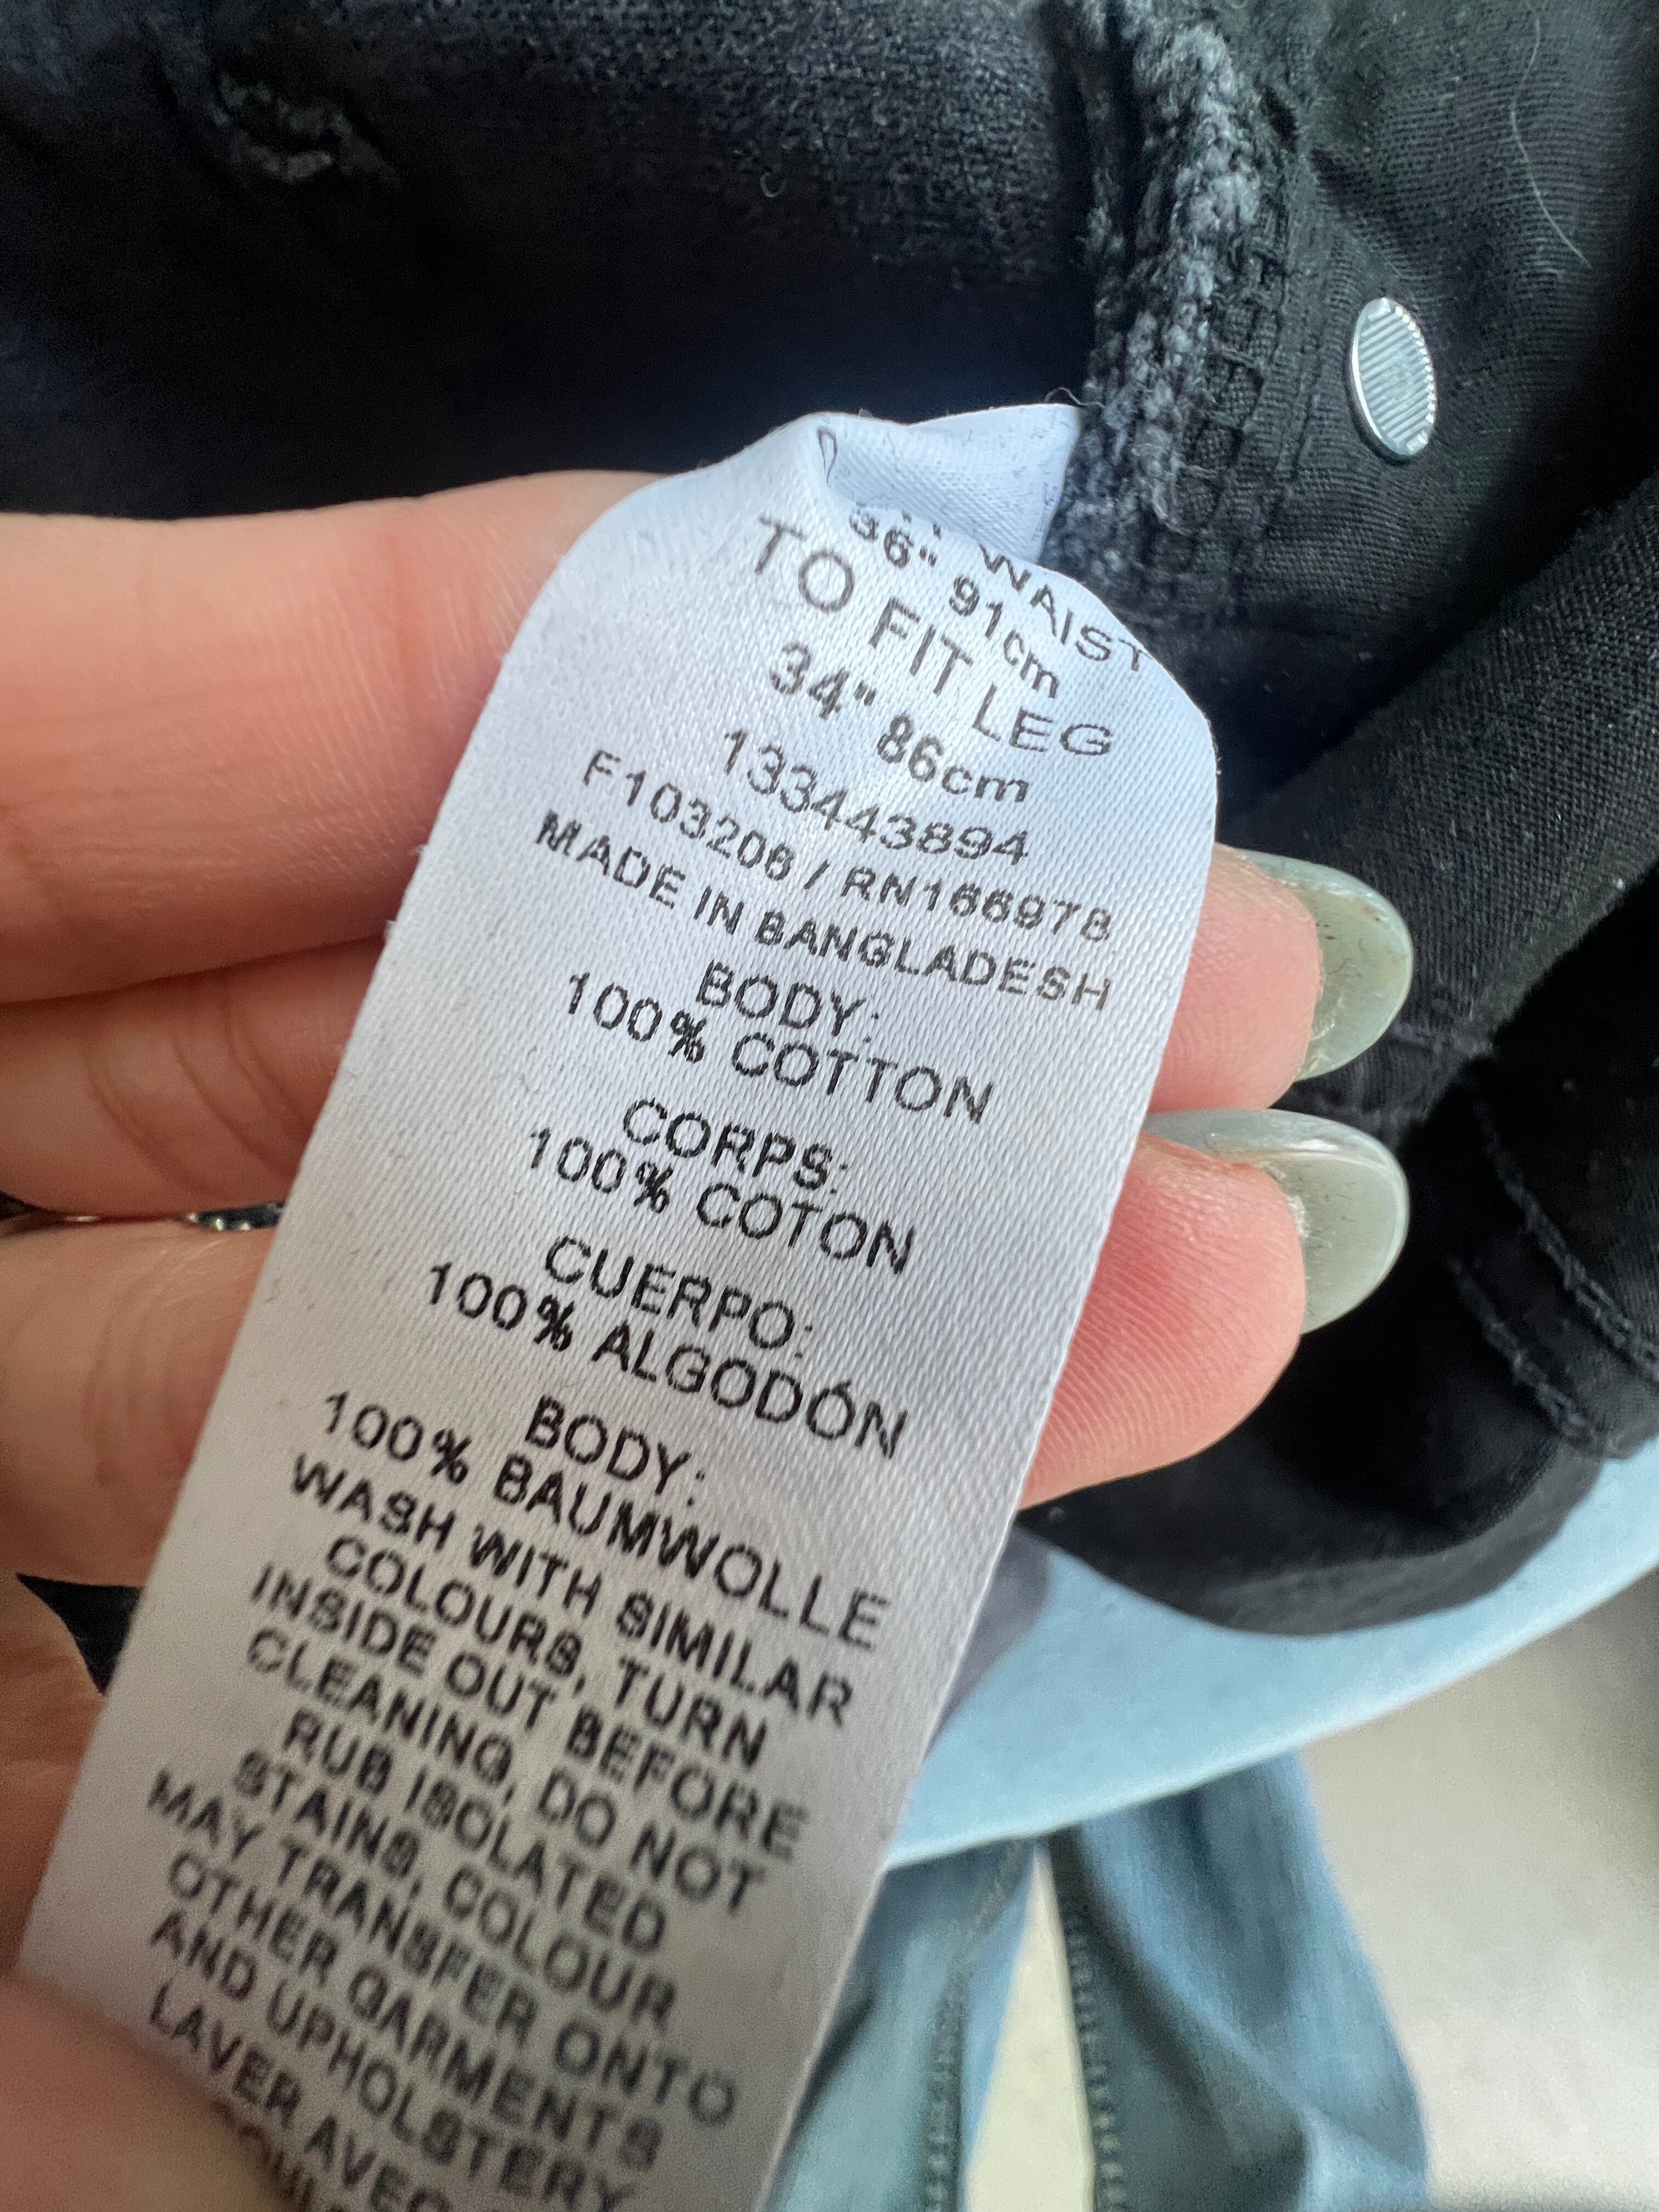 WAIST
36" 91cm
TO FIT LEG
34" 86cm
133443894
F103206 / RN166978
MADE IN BANGLADESH
BODY:
100% COTTON
CORPS:
100% COTON
CUERPO:
100% ALGODÓN
BODY:
100% BAUMWOLLE
WASH WITH SIMILAR
COLOURS, TURN
INSIDE OUT BEFORE
CLEANING, DO NOT
RUB ISOLATED
STAINS, COLOUR
MAY TRANSFER ONTO
OTHER GARMENTS
AND UPHOLSTERY
LAVER AVEC